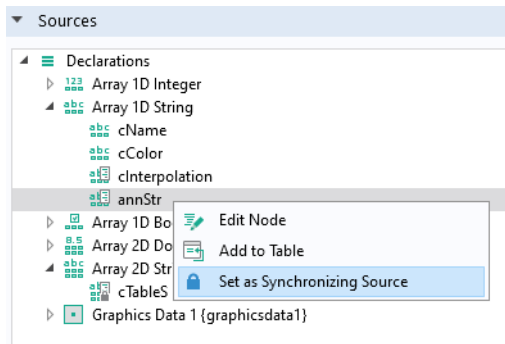 Sources
Declarations
Array 1D Integer
Array 1D String
cName
cColor
cInterpolation
annStr
Array 1D Bo
Edit Node
Array 2D Do
Add to Table
Array 2D Str
Set as Synchronizing Source
cTableS
Graphics Data 1 {graphicsdata1}